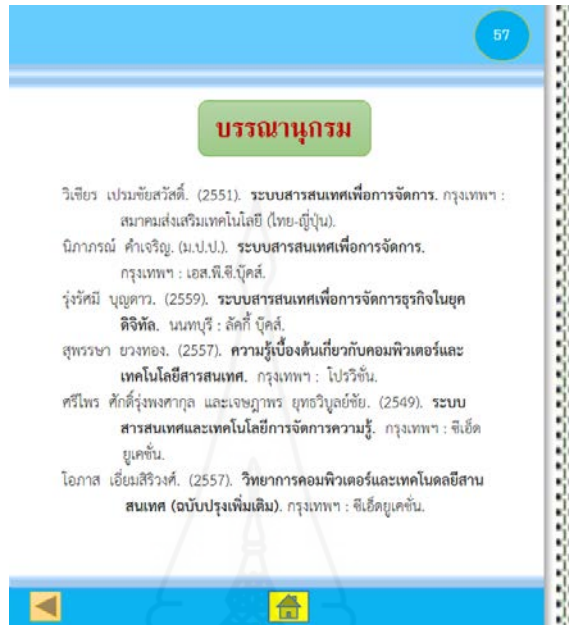 57
บรรณานุกรม
วิเชียร เปรมชัยสวัสดิ์. (2551). ระบบสารสนเทศเพื่อการจัดการ. กรุงเทพฯ :
สมาคมส่งเสริมเทคโนโลยี (ไทย-ญี่ปุ่น).
นิภาภรณ์ คำเจริญ. (ม.ป.ป.). ระบบสารสนเทศเพื่อการจัดการ.
กรุงเทพฯ : เอส.พี.ซี.บุ๊คส์.
รุ่งรัศมี บุญดาว. (2559). ระบบสารสนเทศเพื่อการจัดการธุรกิจในยุค
ดิจิทัล. นนทบุรี : ลัคกี้ บุ๊คส์.
สุพรรษา ยวงทอง. (2557). ความรู้เบื้องต้นเกี่ยวกับคอมพิวเตอร์และ
เทคโนโลยีสารสนเทศ. กรุงเทพฯ : โปรวิชั่น.
ศรีไพร ศักดิ์รุ่งพงศากุล และเจษฎาพร ยุทธวิบูลย์ชัย. (2549). ระบบ
สารสนเทศและเทคโนโลยีการจัดการความรู้. กรุงเทพฯ : ซีเอ็ด
ยูเคชั่น.
โอภาส เอี่ยมสิริวงศ์. (2557). วิทยาการคอมพิวเตอร์และเทคโนดลยีสาน
สนเทศ (ฉบับปรุงเพิ่มเติม). กรุงเทพฯ : ซีเอ็ดยูเคชั่น.